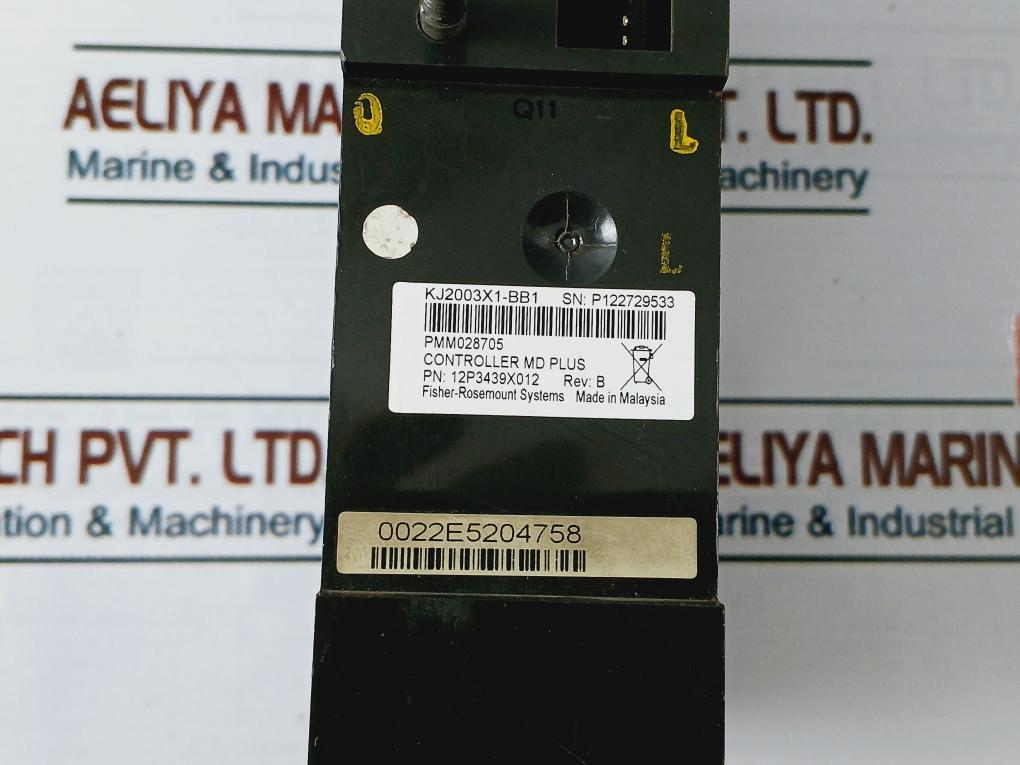 AELIYA MA
T. LTD.
Marine & Indus
achinery
Q11
L
L
KJ2003X1-BB1 SN: P122729533
PMM028705
CONTROLLER MD PLUS
PN: 12P3439X012 Rev: B
Fisher-Rosemount Systems Made in Malaysia
CH PVT. LTD
ELIYA MARIN
tion & Machinery
rine & Industrial
0022E5204758